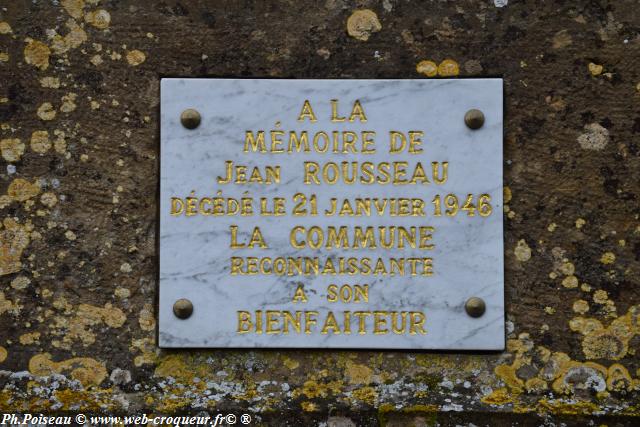 A LA
MÉMOIRE DE
JEAN ROUSSEAU
DÉCÉDÉ LE 21 JANVIER 1946
LA COMMUNE
RECONNAISSANTE
A SON
BIENFAITEUR
Ph.Poiseau © www-web-croqueur.fr © ®